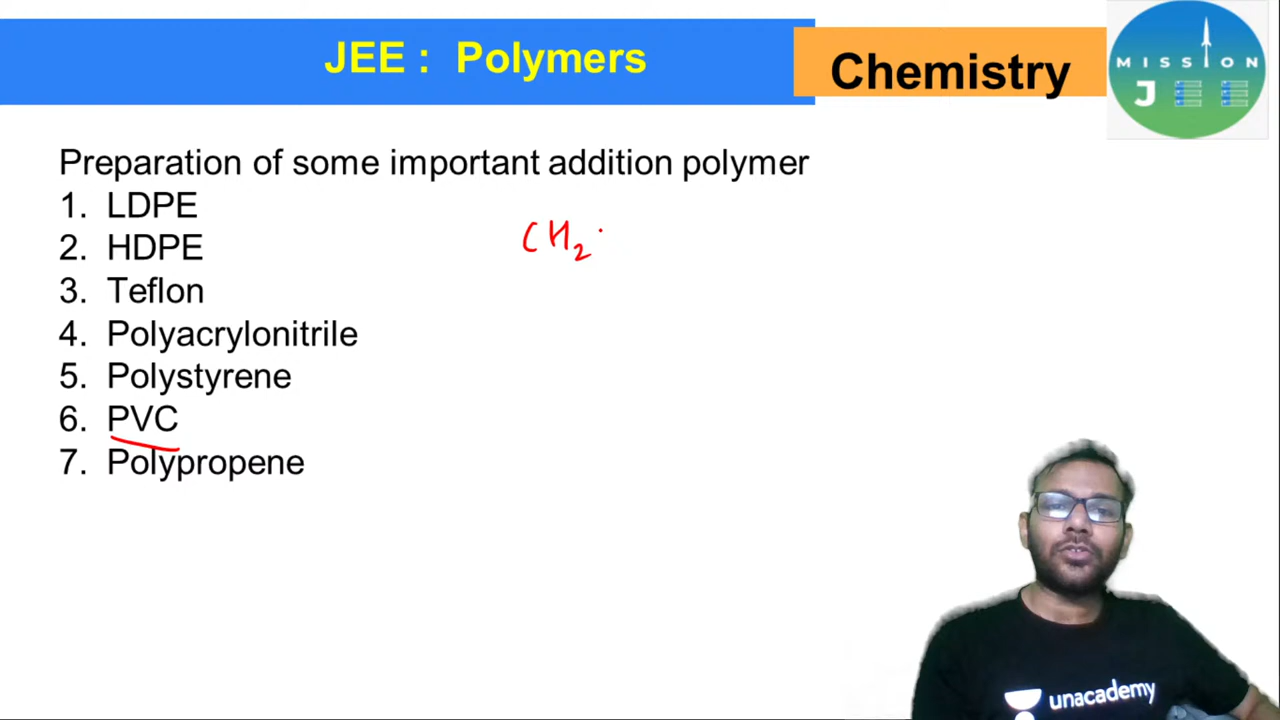 JEE : Polymers
Chemistry
MISSION
JEE
Preparation of some important addition polymer
1. LDPE
2. HDPE
3. Teflon
4. Polyacrylonitrile
5. Polystyrene
6. PVC
7. Polypropene
CH2
unacademy